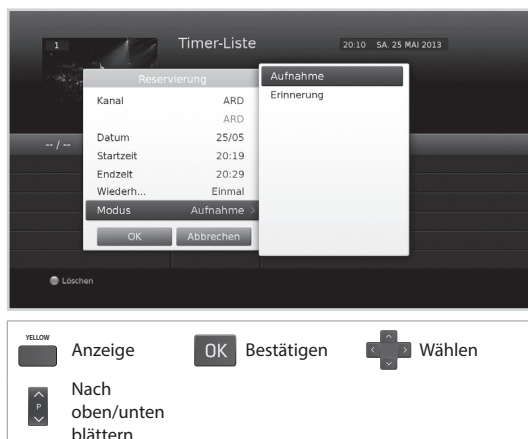 1
Timer-Liste
20:10 SA. 25 MAI 2013
Reservierung
Kanal ARD
ARD
Datum 25/05
Startzeit 20:19
Endzeit 20:29
Wiederh... Einmal
Modus Aufnahme >
OK Abbrechen
Aufnahme
Erinnerung
-- / --
Löschen
YELLOW
Anzeige
OK Bestätigen
Wählen
P
Nach
oben/unten
blättern